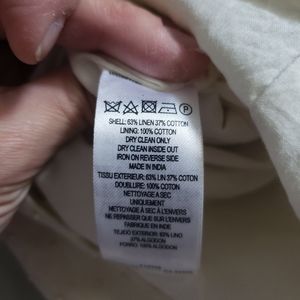 P
SHELL: 63% LINEN 37% COTTON
LINING: 100% COTTON
DRY CLEAN ONLY
DRY CLEAN INSIDE OUT
IRON ON REVERSE SIDE
MADE IN INDIA
TISSU EXTERIEUR: 63% LIN 37% COTON
DOUBLURE: 100% COTON
NETTOYAGE A SEC
UNIQUEMENT
NETTOYAGE À SEC À L'ENVERS
NE REPASSER QUE SUR L'ENVERS
FABRIQUE EN INDE
TEJIDO EXTERIOR: 63% LINO
37% ALGODON
FORRO: 100% ALGODON